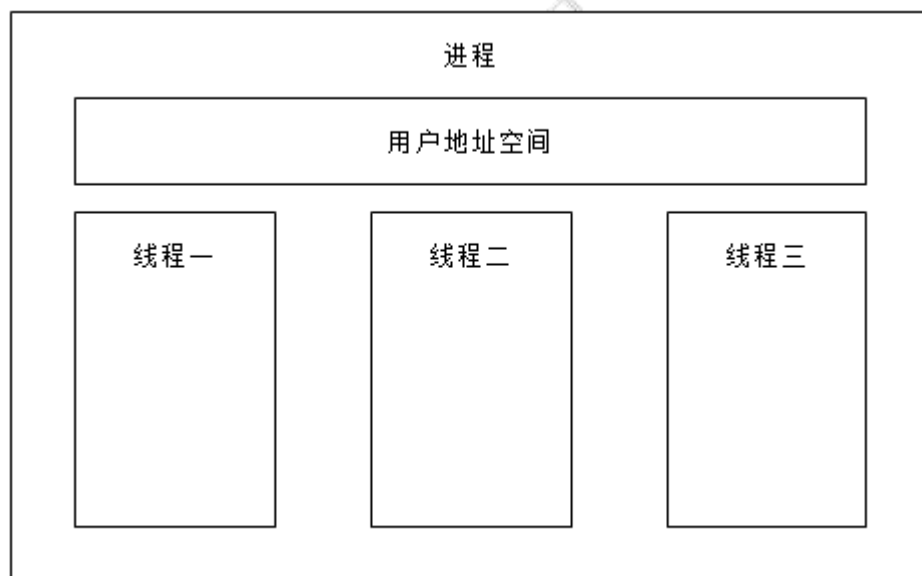 进程
用户地址空间
线程一
线程二
线程三